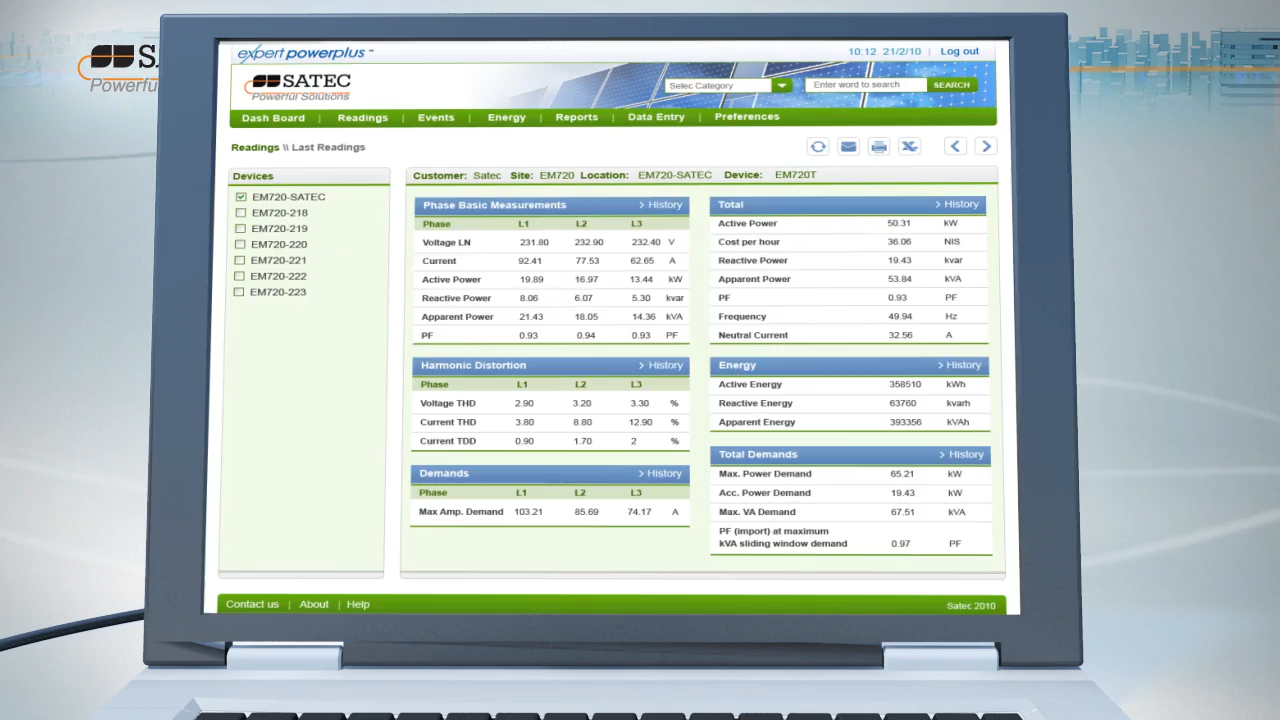 expert powerplus™
10:12 21/2/10 | Log out
SATEC
Powerful Solutions
Selec Category
Enter word to search
SEARCH
Dash Board | Readings | Events | Energy | Reports | Data Entry | Preferences
Readings \\ Last Readings
Devices
EM720-SATEC
EM720-218
EM720-219
EM720-220
EM720-221
EM720-222
EM720-223
Customer: Satec Site: EM720 Location: EM720-SATEC Device: EM720T
Phase Basic Measurements > History
Phase L1 L2 L3
Voltage LN 231.80 232.90 232.40 V
Current 92.41 77.53 62.65 A
Active Power 19.89 16.97 13.44 kW
Reactive Power 8.06 6.07 5.30 kvar
Apparent Power 21.43 18.05 14.36 kVA
PF 0.93 0.94 0.93 PF
Harmonic Distortion > History
Phase L1 L2 L3
Voltage THD 2.90 3.20 3.30 %
Current THD 3.80 8.80 12.90 %
Current TDD 0.90 1.70 2 %
Demands > History
Phase L1 L2 L3
Max Amp. Demand 103.21 85.69 74.17 A
Total > History
Active Power 50.31 kW
Cost per hour 36.06 NIS
Reactive Power 19.43 kvar
Apparent Power 53.84 kVA
PF 0.93 PF
Frequency 49.94 Hz
Neutral Current 32.56 A
Energy > History
Active Energy 358510 kWh
Reactive Energy 63760 kvarh
Apparent Energy 393356 kVAh
Total Demands > History
Max. Power Demand 65.21 kW
Acc. Power Demand 19.43 kW
Max. VA Demand 67.51 kVA
PF (import) at maximum
kVA sliding window demand 0.97 PF
Contact us | About | Help
Satec 2010
Powerful